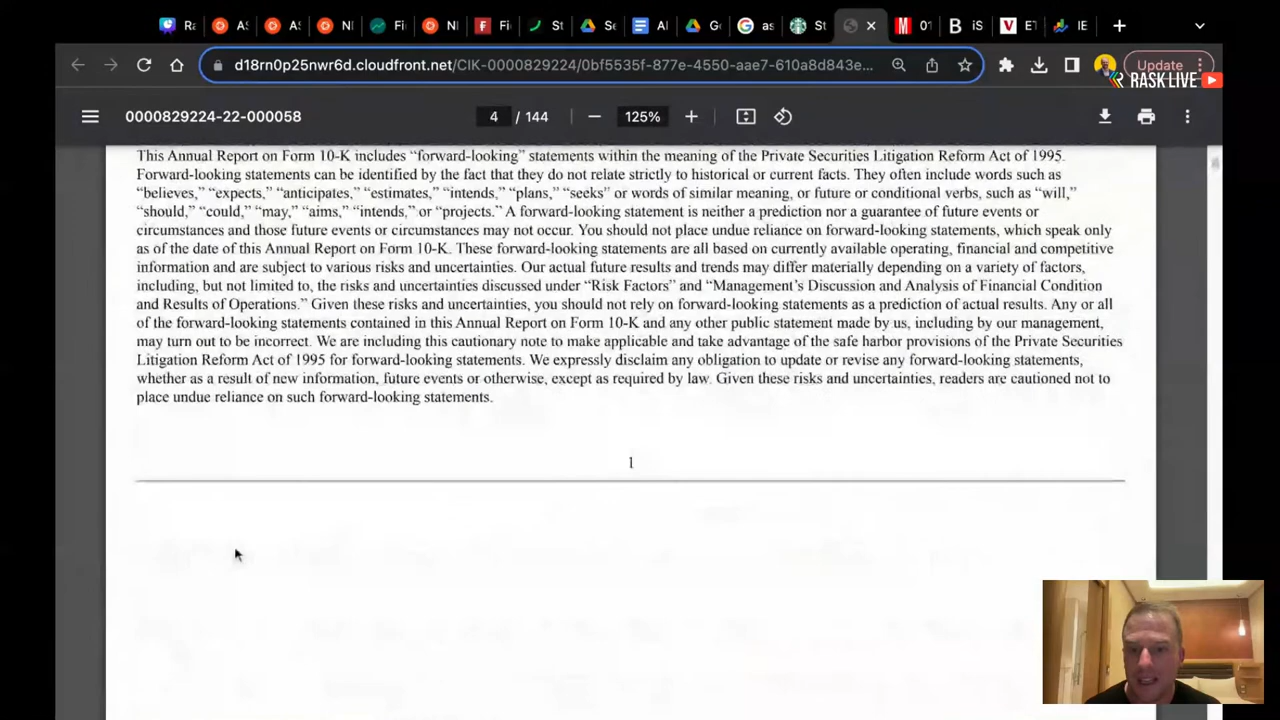 Ra
AS
AS
NI
Fi
NI
Fi
St
Se
Al
Go
as
St
01
iS
ET
IE
d18rn0p25nwr6d.cloudfront.net/CIK-0000829224/0bf5535f-877e-4550-aae7-610a8d843e...
Update
RASK LIVE
0000829224-22-000058
4 / 144
125%
This Annual Report on Form 10-K includes “forward-looking” statements within the meaning of the Private Securities Litigation Reform Act of 1995.
Forward-looking statements can be identified by the fact that they do not relate strictly to historical or current facts. They often include words such as
“believes,” “expects,” “anticipates,” “estimates,” “intends,” “plans,” “seeks” or words of similar meaning, or future or conditional verbs, such as “will,”
“should,” “could,” “may,” “aims,” “intends,” or “projects.” A forward-looking statement is neither a prediction nor a guarantee of future events or
circumstances and those future events or circumstances may not occur. You should not place undue reliance on forward-looking statements, which speak only
as of the date of this Annual Report on Form 10-K. These forward-looking statements are all based on currently available operating, financial and competitive
information and are subject to various risks and uncertainties. Our actual future results and trends may differ materially depending on a variety of factors,
including, but not limited to, the risks and uncertainties discussed under “Risk Factors” and “Management’s Discussion and Analysis of Financial Condition
and Results of Operations.” Given these risks and uncertainties, you should not rely on forward-looking statements as a prediction of actual results. Any or all
of the forward-looking statements contained in this Annual Report on Form 10-K and any other public statement made by us, including by our management,
may turn out to be incorrect. We are including this cautionary note to make applicable and take advantage of the safe harbor provisions of the Private Securities
Litigation Reform Act of 1995 for forward-looking statements. We expressly disclaim any obligation to update or revise any forward-looking statements,
whether as a result of new information, future events or otherwise, except as required by law. Given these risks and uncertainties, readers are cautioned not to
place undue reliance on such forward-looking statements.
1